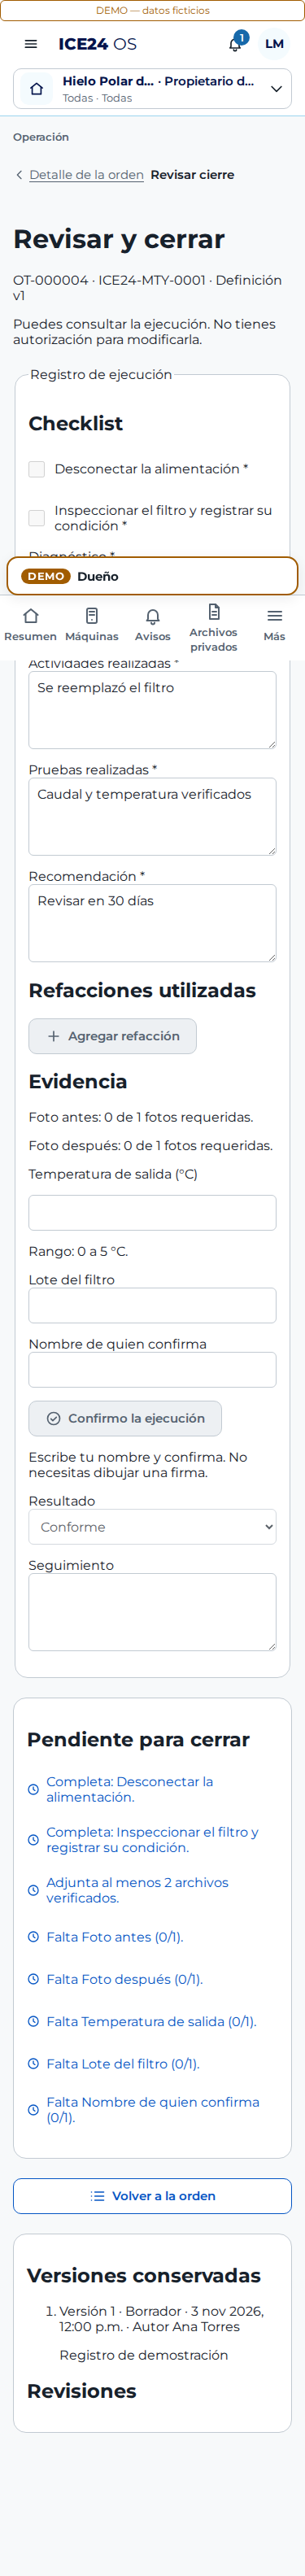 DEMO — datos ficticios
ICE24 OS
1
LM
Hielo Polar d... · Propietario d...
Todas - Todas
Operación
Detalle de la orden Revisar cierre
Revisar y cerrar
OT-000004 · ICE24-MTY-0001 · Definición
v1
Puedes consultar la ejecución. No tienes
autorización para modificarla.
Registro de ejecución
Checklist
Desconectar la alimentación *
Inspeccionar el filtro y registrar su
condición *
Diagnóstico *
DEMO Dueño
Resumen
Máquinas
Avisos
Archivos
privados
Más
Actividades realizadas *
Se reemplazó el filtro
Pruebas realizadas *
Caudal y temperatura verificados
Recomendación *
Revisar en 30 días
Refacciones utilizadas
Agregar refacción
Evidencia
Foto antes: 0 de 1 fotos requeridas.
Foto después: 0 de 1 fotos requeridas.
Temperatura de salida (°C)
Rango: 0 a 5 °C.
Lote del filtro
Nombre de quien confirma
Confirmo la ejecución
Escribe tu nombre y confirma. No
necesitas dibujar una firma.
Resultado
Conforme
Seguimiento
Pendiente para cerrar
Completa: Desconectar la
alimentación.
Completa: Inspeccionar el filtro y
registrar su condición.
Adjunta al menos 2 archivos
verificados.
Falta Foto antes (0/1).
Falta Foto después (0/1).
Falta Temperatura de salida (0/1).
Falta Lote del filtro (0/1).
Falta Nombre de quien confirma
(0/1).
Volver a la orden
Versiones conservadas
1. Versión 1 · Borrador · 3 nov 2026,
12:00 p.m. · Autor Ana Torres
Registro de demostración
Revisiones